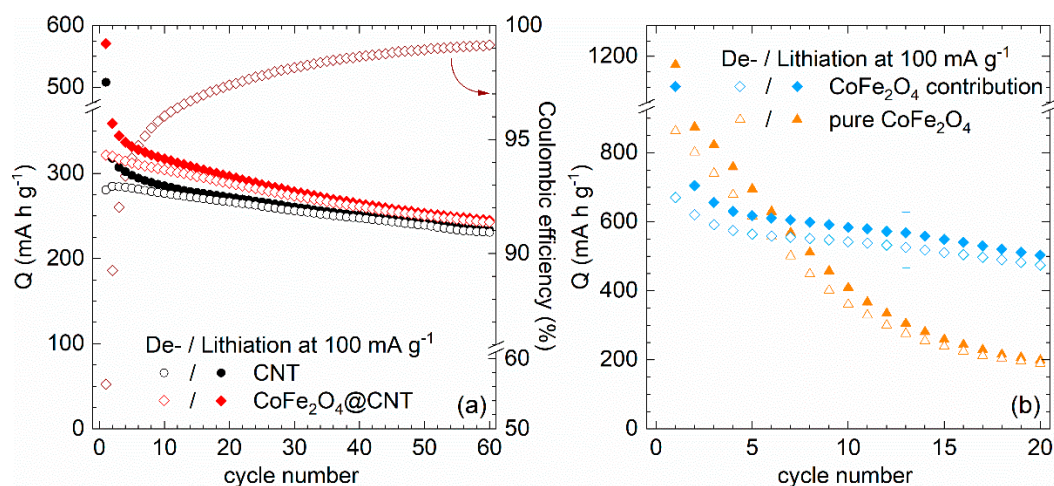 600
500
300
200
100
0
Q (mA h g⁻¹)
De- / Lithiation at 100 mA g⁻¹
/ CNT
/ CoFe₂O₄@CNT
(a)
0 10 20 30 40 50 60
cycle number
100
95
90
60
50
Coulombic efficiency (%)
1200
800
600
400
200
0
Q (mA h g⁻¹)
De- / Lithiation at 100 mA g⁻¹
/ CoFe₂O₄ contribution
/ pure CoFe₂O₄
(b)
0 5 10 15 20
cycle number